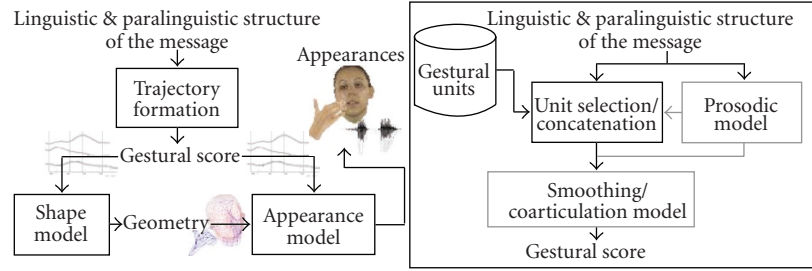 Linguistic & paralinguistic structure
of the message
Appearances
Trajectory
formation
Gestural score
Shape
model
Geometry
Appearance
model
Linguistic & paralinguistic structure
of the message
Gestural
units
Unit selection/
concatenation
Prosodic
model
Smoothing/
coarticulation model
Gestural score